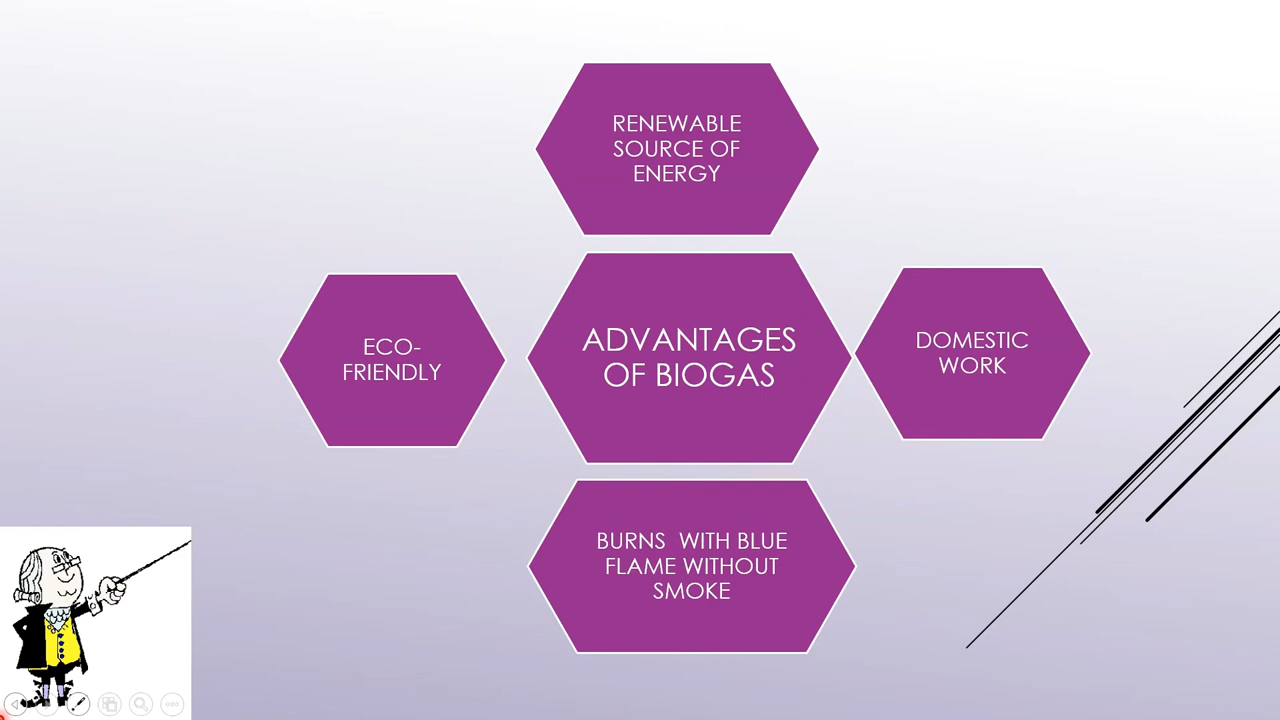 RENEWABLE
SOURCE OF
ENERGY
ECO-
FRIENDLY
ADVANTAGES
OF BIOGAS
DOMESTIC
WORK
BURNS  WITH BLUE
FLAME WITHOUT
SMOKE